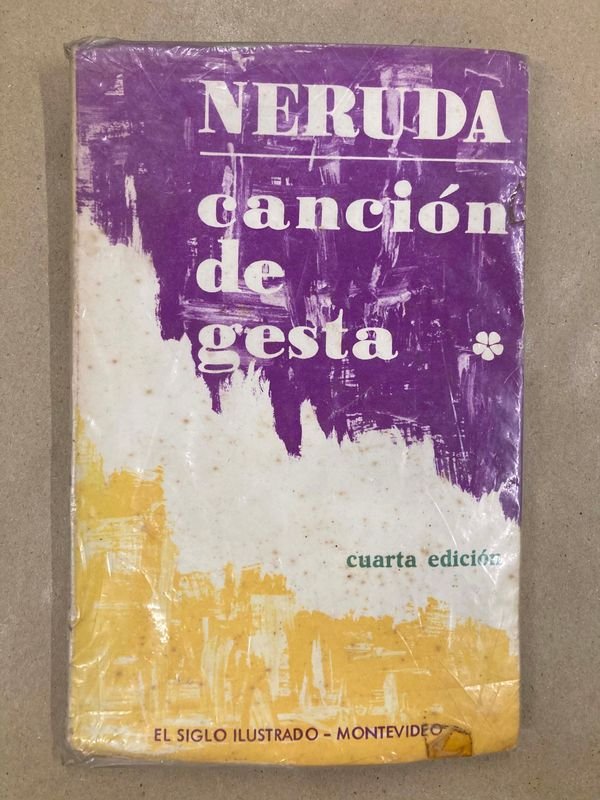 NERUDA
canción
de
gesta
cuarta edición
EL SIGLO ILUSTRADO - MONTEVIDEO